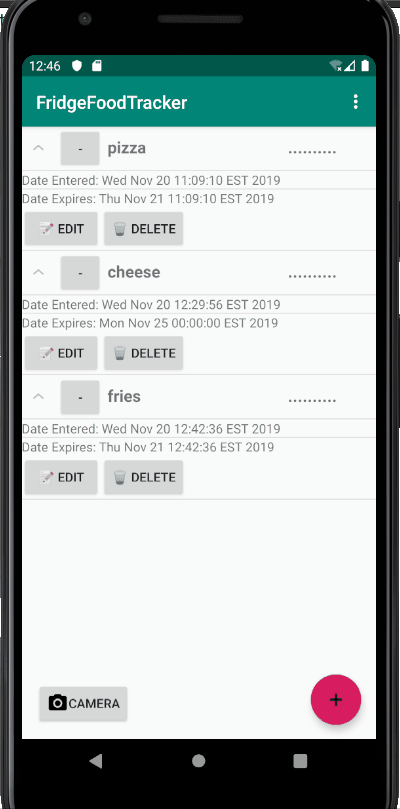 12:46
FridgeFoodTracker
- pizza ..........
Date Entered: Wed Nov 20 11:09:10 EST 2019
Date Expires: Thu Nov 21 11:09:10 EST 2019
EDIT DELETE
- cheese ..........
Date Entered: Wed Nov 20 12:29:56 EST 2019
Date Expires: Mon Nov 25 00:00:00 EST 2019
EDIT DELETE
- fries ..........
Date Entered: Wed Nov 20 12:42:36 EST 2019
Date Expires: Thu Nov 21 12:42:36 EST 2019
EDIT DELETE
CAMERA +